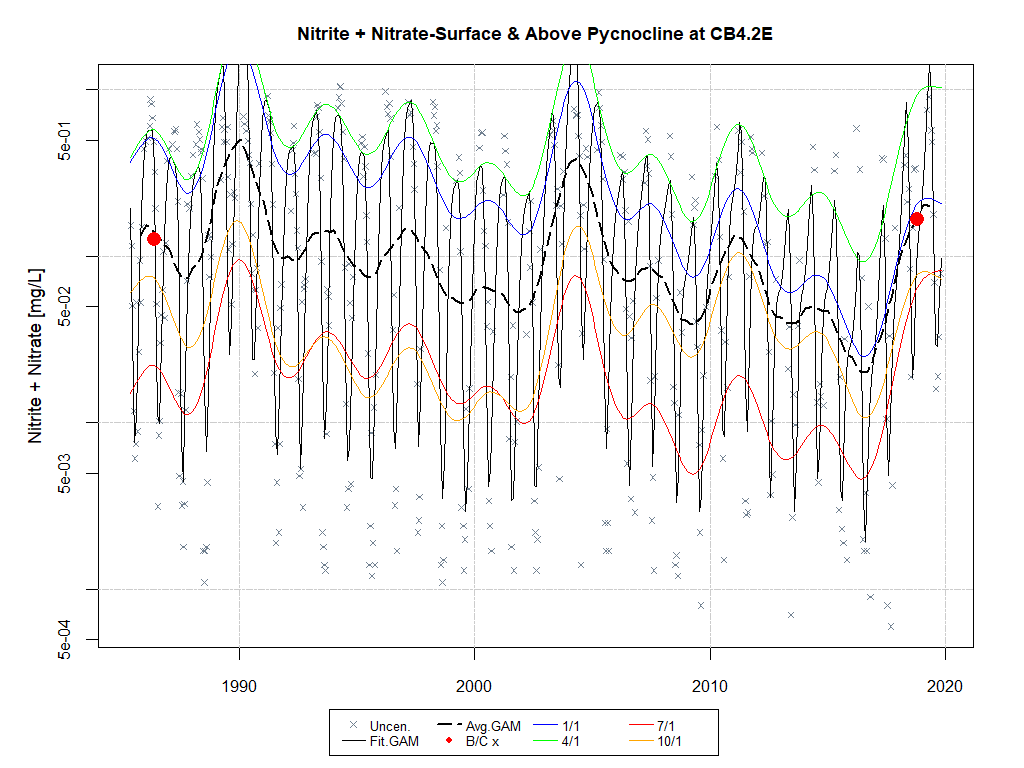 Nitrite + Nitrate-Surface & Above Pycnocline at CB4.2E
Nitrite + Nitrate [mg/L]
5e-01
5e-02
5e-03
5e-04
1990 2000 2010 2020
Uncen. Avg.GAM 1/1 7/1
Fit.GAM B/C x 4/1 10/1